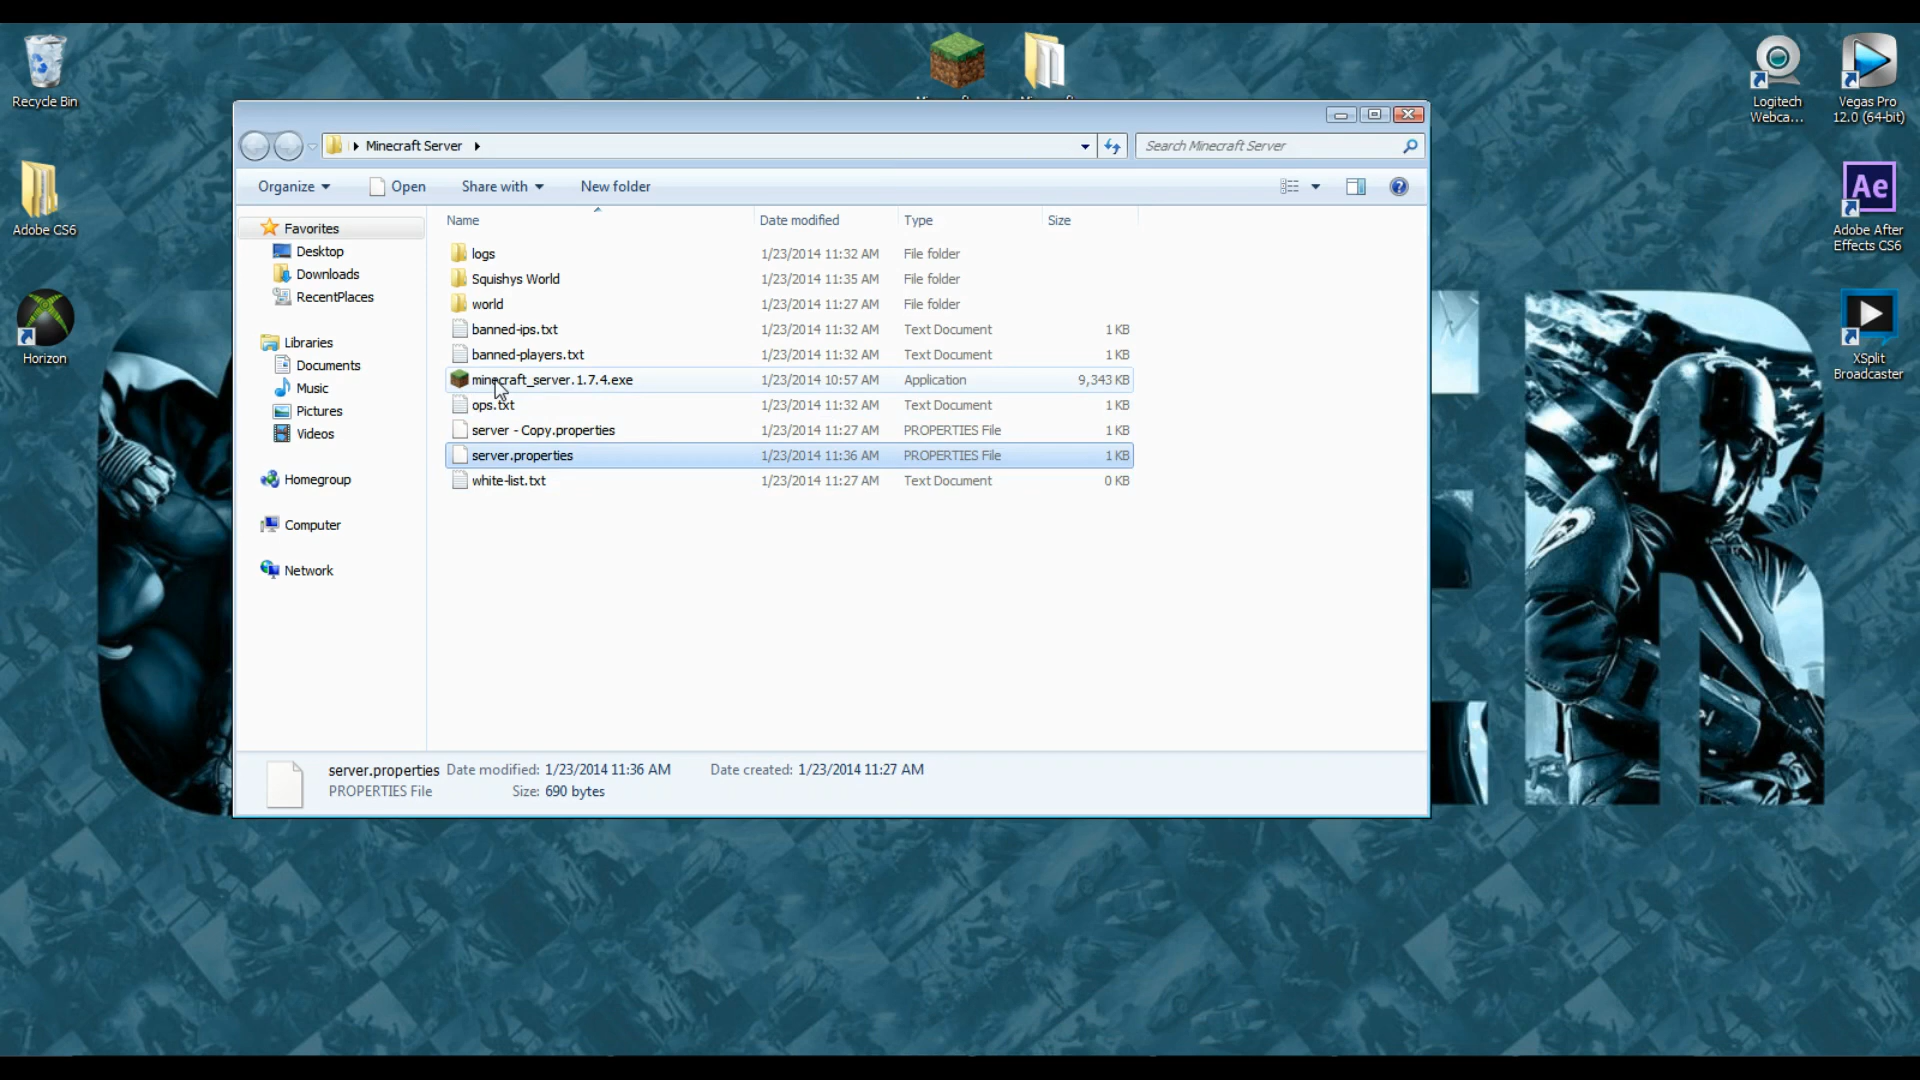 Recycle Bin
Adobe CS6
Horizon
Logitech
Webca...
Vegas Pro
12.0 (64-bit)
Ae
Adobe After
Effects CS6
XSplit
Broadcaster
Minecraft Server
Search Minecraft Server
Organize Open Share with New folder
Favorites
Desktop
Downloads
RecentPlaces
Libraries
Documents
Music
Pictures
Videos
Homegroup
Computer
Network
Name Date modified Type Size
logs 1/23/2014 11:32 AM File folder
Squishys World 1/23/2014 11:35 AM File folder
world 1/23/2014 11:27 AM File folder
banned-ips.txt 1/23/2014 11:32 AM Text Document 1 KB
banned-players.txt 1/23/2014 11:32 AM Text Document 1 KB
minecraft_server.1.7.4.exe 1/23/2014 10:57 AM Application 9,343 KB
ops.txt 1/23/2014 11:32 AM Text Document 1 KB
server - Copy.properties 1/23/2014 11:27 AM PROPERTIES File 1 KB
server.properties 1/23/2014 11:36 AM PROPERTIES File 1 KB
white-list.txt 1/23/2014 11:27 AM Text Document 0 KB
server.properties Date modified: 1/23/2014 11:36 AM Date created: 1/23/2014 11:27 AM
PROPERTIES File Size: 690 bytes